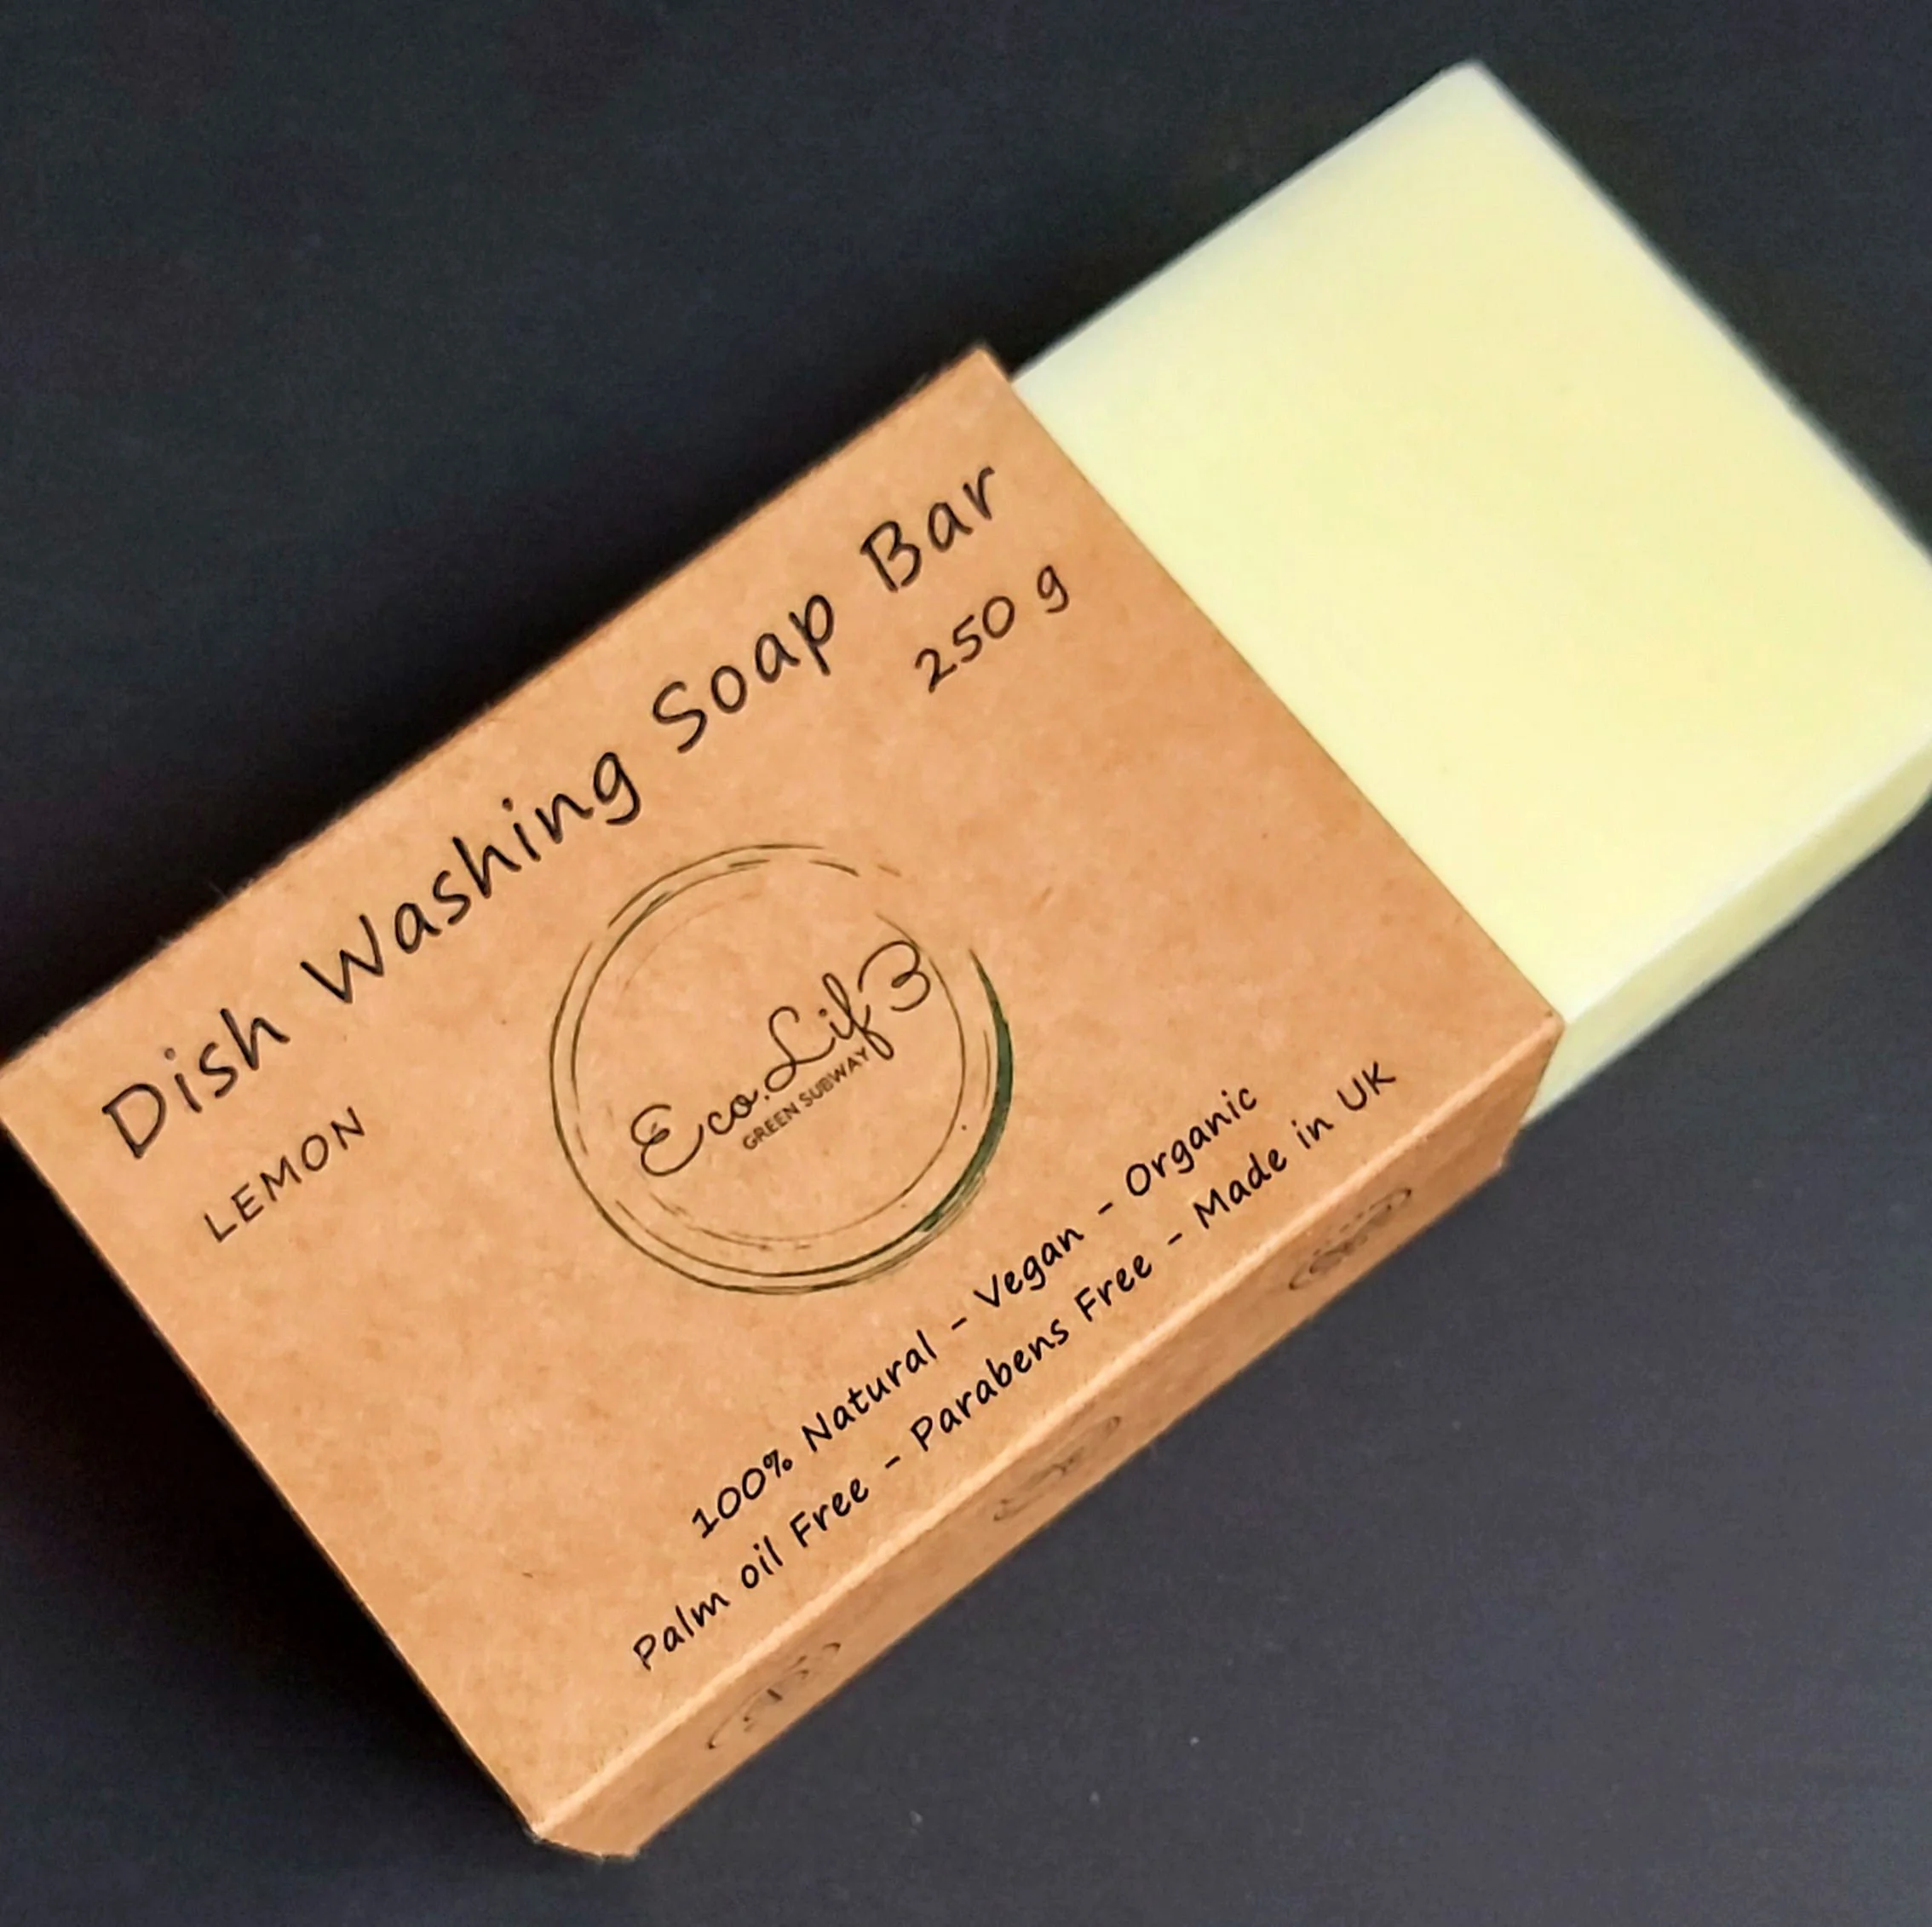 Dish Washing Soap Bar
250 g
LEMON
Eco.Lif3
GREEN SUBWAY
100% Natural - Vegan - Organic
Palm oil Free - Parabens Free - Made in UK